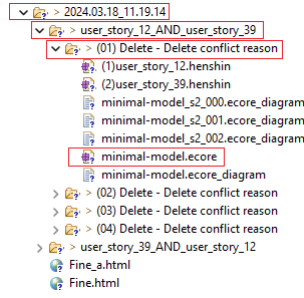 > 2024.03.18_11.19.14
> user_story_12_AND_user_story_39
> (01) Delete - Delete conflict reason
(1)user_story_12.henshin
(2)user_story_39.henshin
minimal-model_s2_000.ecore_diagram
minimal-model_s2_001.ecore_diagram
minimal-model_s2_002.ecore_diagram
minimal-model.ecore
minimal-model.ecore_diagram
> (02) Delete - Delete conflict reason
> (03) Delete - Delete conflict reason
> (04) Delete - Delete conflict reason
> user_story_39_AND_user_story_12
Fine_a.html
Fine.html